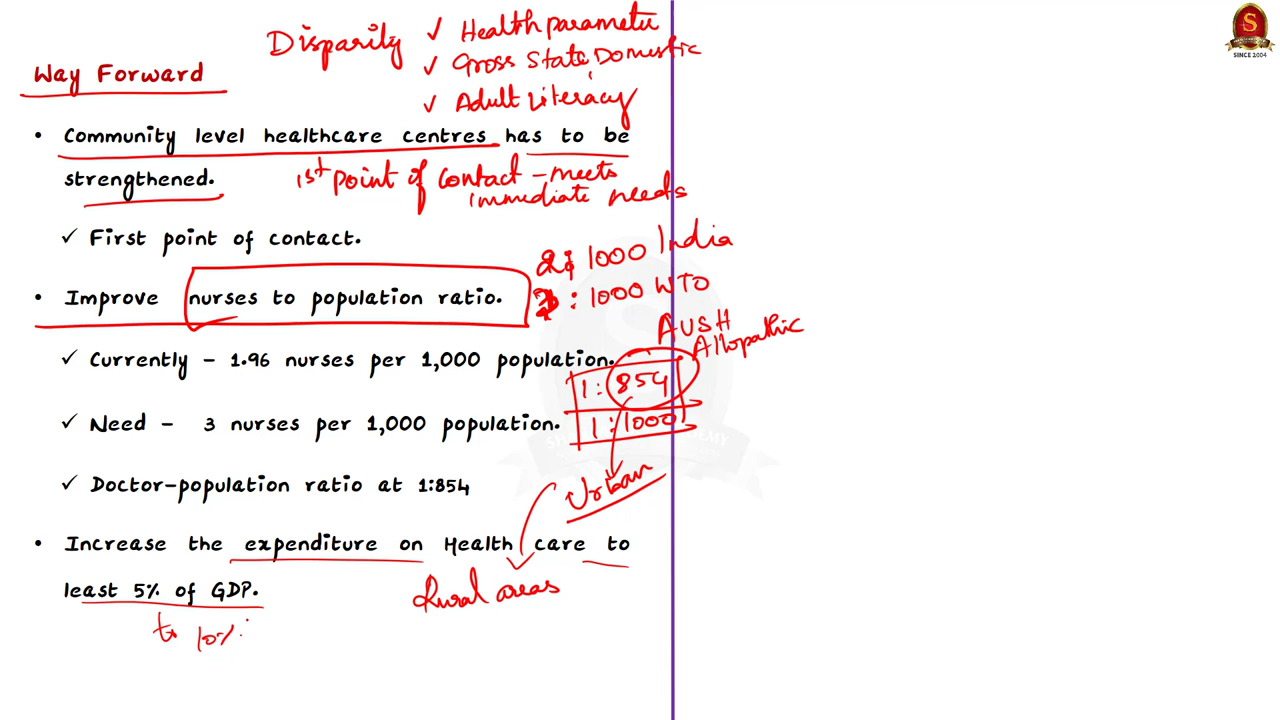 Disparity ✓ Health parameter
✓ Gross State Domestic
✓ Adult Literacy
Way Forward
• Community level healthcare centres has to be
strengthened.
1st point of contact - meets
immediate needs
✓ First point of contact.
2: 1000 India
• Improve nurses to population ratio.
3 : 1000 WTO
AUSH
Allopathic
✓ Currently – 1.96 nurses per 1,000 population.
1 : 854
✓ Need – 3 nurses per 1,000 population.
1 : 1000
✓ Doctor-population ratio at 1:854
Urban
• Increase the expenditure on Health care to
least 5% of GDP.
Rural areas
to 10%
SINCE 2004